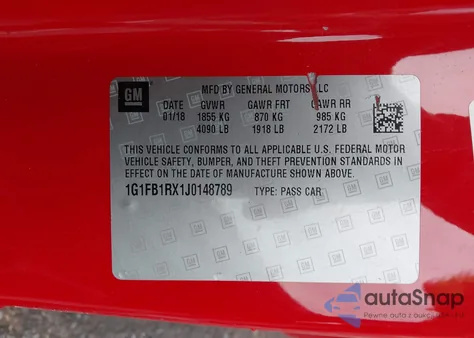 GM
MFD BY GENERAL MOTORS LLC
DATE GVWR GAWR FRT GAWR RR
01/18 1855 KG 870 KG 985 KG
4090 LB 1918 LB 2172 LB
THIS VEHICLE CONFORMS TO ALL APPLICABLE U.S. FEDERAL MOTOR
VEHICLE SAFETY, BUMPER, AND THEFT PREVENTION STANDARDS IN
EFFECT ON THE DATE OF MANUFACTURE SHOWN ABOVE.
1G1FB1RX1J0148789 TYPE: PASS CAR
autoSnap
Pewne auta z